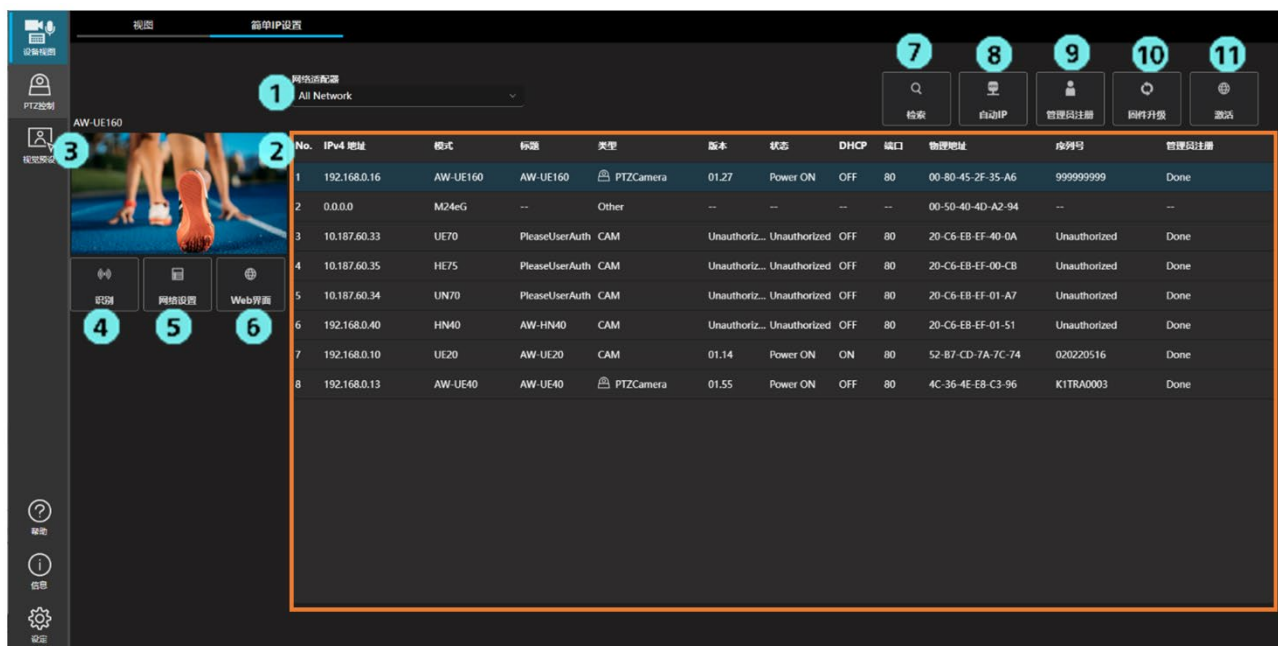 视图 简单IP设置
设备视图
PTZ控制
视觉预设
1 网络适配器
All Network
7 8 9 10 11
检索 自动IP 管理员注册 固件升级 激活
AW-UE160
3
2
No. IPv4 地址 模式 标题 类型 版本 状态 DHCP 端口 物理地址 序列号 管理员注册
1 192.168.0.16 AW-UE160 AW-UE160 PTZCamera 01.27 Power ON OFF 80 00-80-45-2F-35-A6 999999999 Done
2 0.0.0.0 M24eG -- Other -- -- -- -- 00-50-40-4D-A2-94 -- --
3 10.187.60.33 UE70 PleaseUserAuth CAM Unauthoriz... Unauthorized OFF 80 20-C6-EB-EF-40-0A Unauthorized Done
4 10.187.60.35 HE75 PleaseUserAuth CAM Unauthoriz... Unauthorized OFF 80 20-C6-EB-EF-00-CB Unauthorized Done
5 10.187.60.34 UN70 PleaseUserAuth CAM Unauthoriz... Unauthorized OFF 80 20-C6-EB-EF-01-A7 Unauthorized Done
6 192.168.0.40 HN40 AW-HN40 CAM Unauthoriz... Unauthorized OFF 80 20-C6-EB-EF-01-51 Unauthorized Done
7 192.168.0.10 UE20 AW-UE20 CAM 01.14 Power ON ON 80 52-B7-CD-7A-7C-74 020220516 Done
8 192.168.0.13 AW-UE40 AW-UE40 PTZCamera 01.55 Power ON OFF 80 4C-36-4E-E8-C3-96 K1TRA0003 Done
识别 网络设置 Web界面
4 5 6
帮助
信息
设定